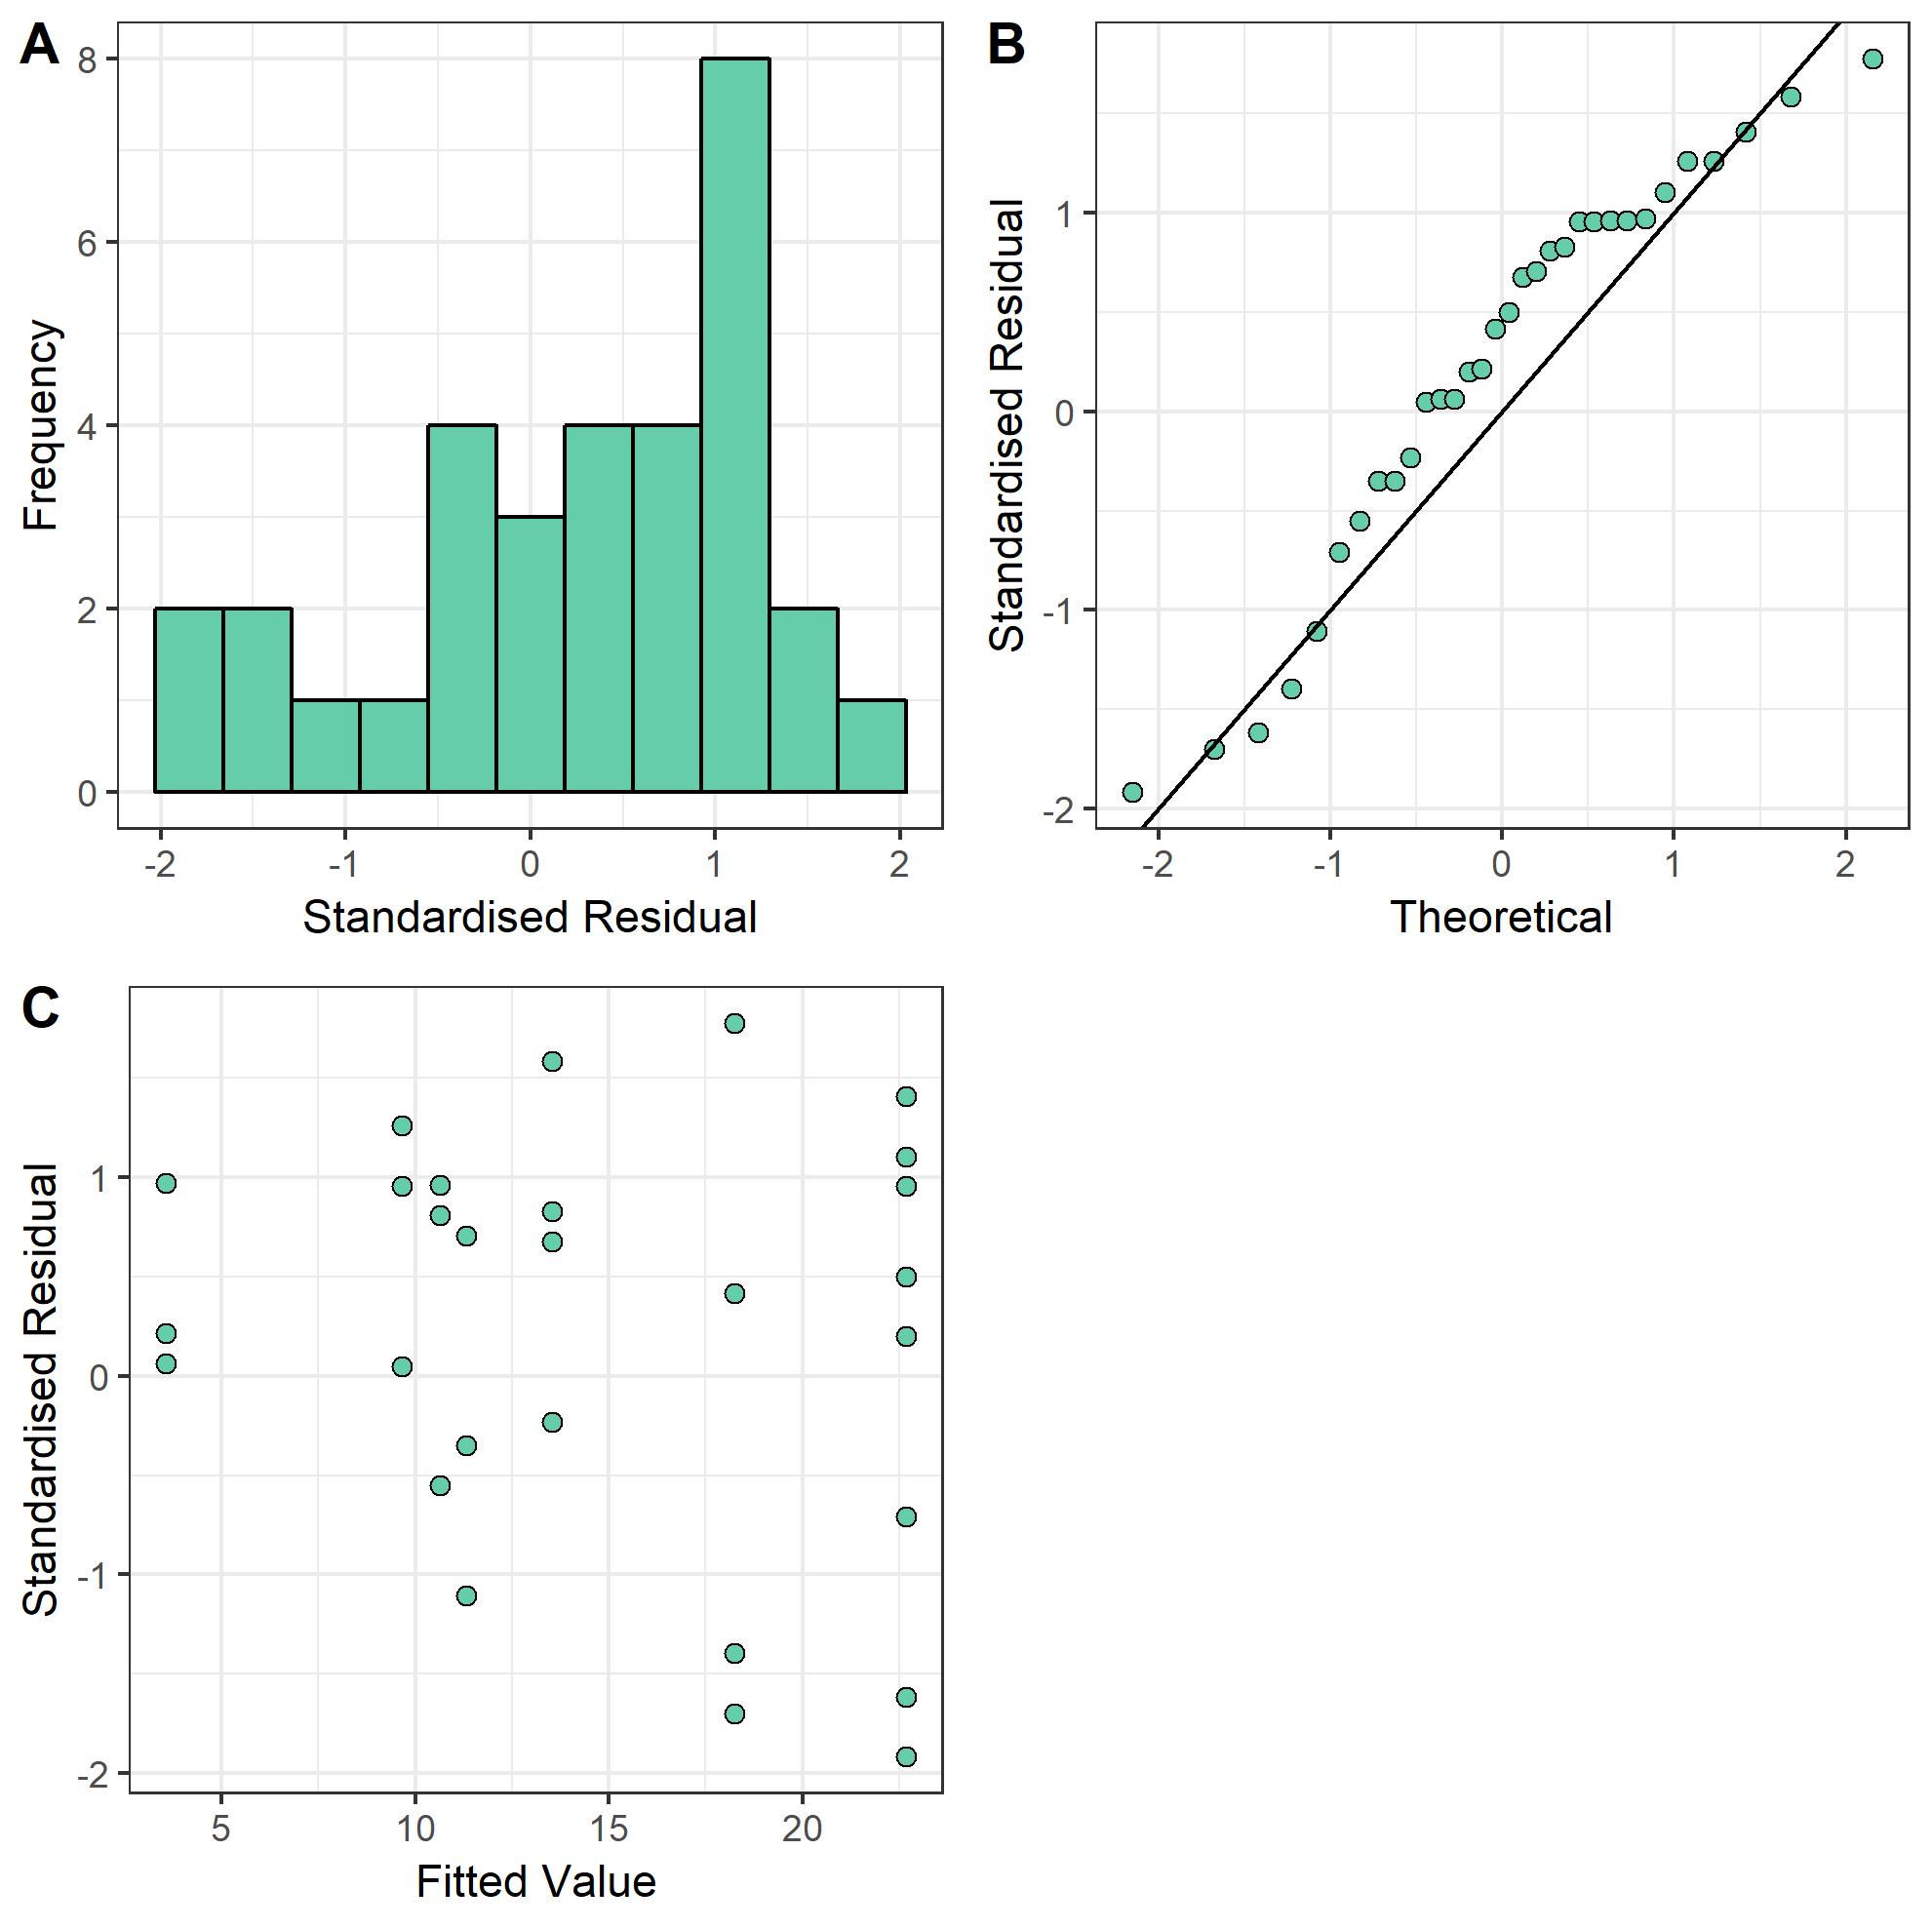 A
8
6
4
2
0
Frequency
-2 -1 0 1 2
Standardised Residual
B
1
0
-1
-2
Standardised Residual
-2 -1 0 1 2
Theoretical
C
1
0
-1
-2
Standardised Residual
5 10 15 20
Fitted Value